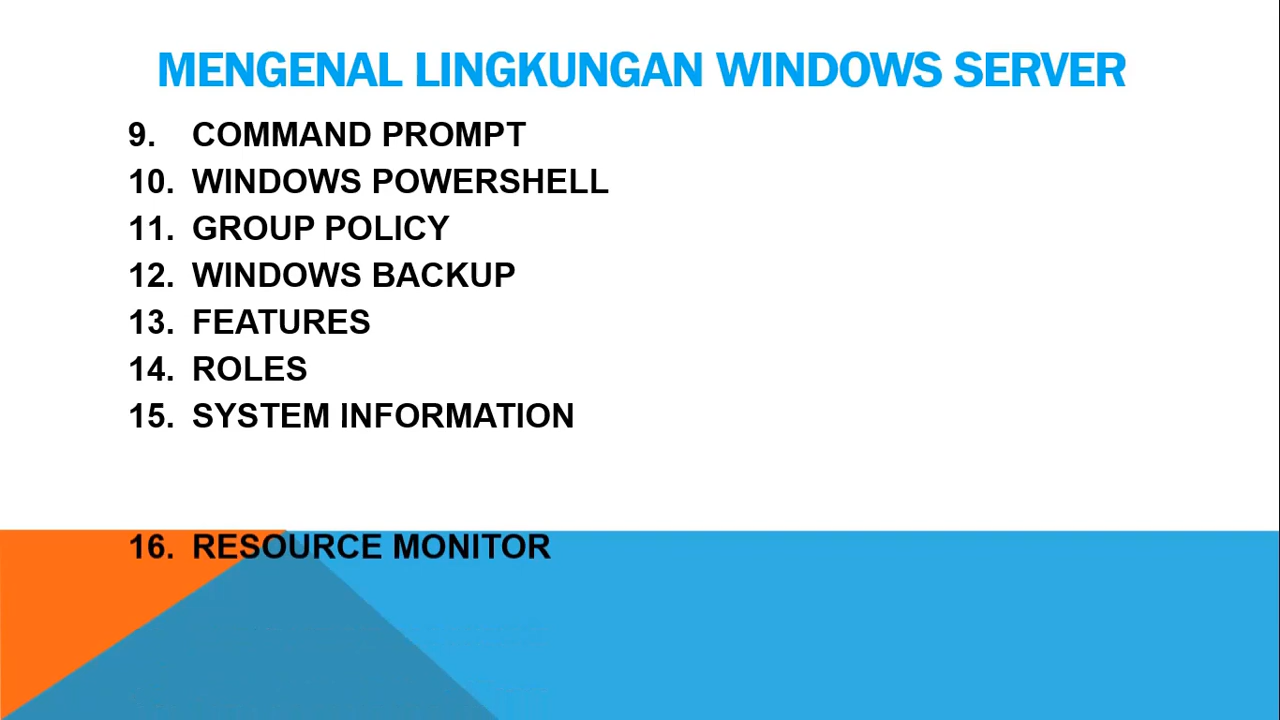 MENGENAL LINGKUNGAN WINDOWS SERVER
9. COMMAND PROMPT
10. WINDOWS POWERSHELL
11. GROUP POLICY
12. WINDOWS BACKUP
13. FEATURES
14. ROLES
15. SYSTEM INFORMATION
16. RESOURCE MONITOR